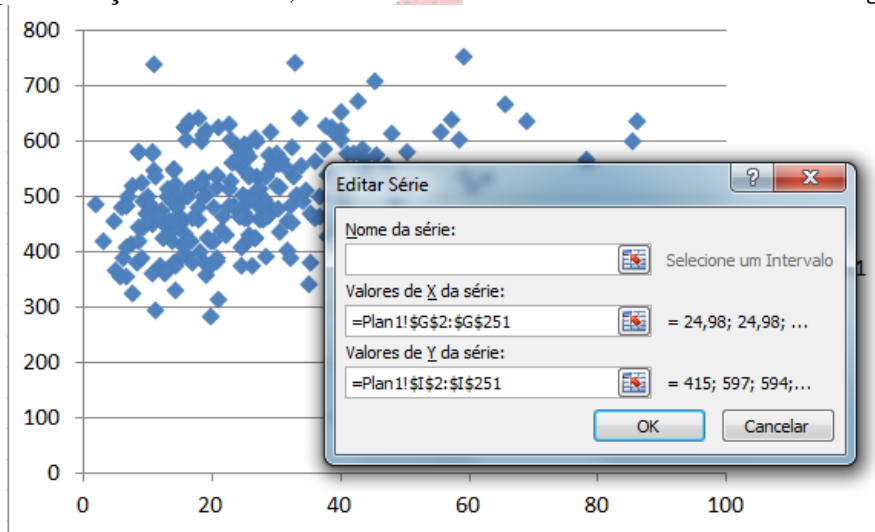 800
700
600
500
400
300
200
100
0
0 20 40 60 80 100
Editar Série
Nome da série:
Selecione um Intervalo
Valores de X da série:
=Plan1!$G$2:$G$251 = 24,98; 24,98; ...
Valores de Y da série:
=Plan1!$I$2:$I$251 = 415; 597; 594;...
OK Cancelar
1